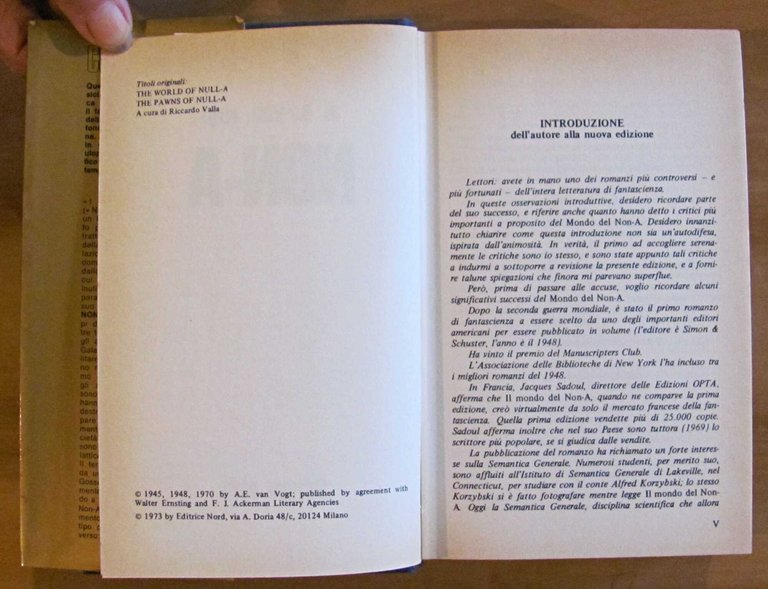 Titoli originali:
THE WORLD OF NULL-A
THE PAWNS OF NULL-A
A cura di Riccardo Valla
© 1945, 1948, 1970 by A.E. van Vogt; published by agreement with
Walter Ernsting and F. J. Ackerman Literary Agencies
© 1973 by Editrice Nord, via A. Doria 48/c, 20124 Milano
INTRODUZIONE
dell'autore alla nuova edizione
Lettori: avete in mano uno dei romanzi più controversi – e
più fortunati – dell'intera letteratura di fantascienza.
In queste osservazioni introduttive, desidero ricordare parte
del suo successo, e riferire anche quanto hanno detto i critici più
importanti a proposito del Mondo del Non-A. Desidero innanzi-
tutto chiarire come questa introduzione non sia un'autodifesa,
ispirata dall'animosità. In verità, il primo ad accogliere serena-
mente le critiche sono io stesso, e sono state appunto tali critiche
a indurmi a sottoporre a revisione la presente edizione, e a forni-
re talune spiegazioni che finora mi parevano superflue.
Però, prima di passare alle accuse, voglio ricordare alcuni
significativi successi del Mondo del Non-A.
Dopo la seconda guerra mondiale, è stato il primo romanzo
di fantascienza a essere scelto da uno degli importanti editori
americani per essere pubblicato in volume (l'editore è Simon &
Schuster, l'anno è il 1948).
Ha vinto il premio del Manuscripters Club.
L'Associazione delle Biblioteche di New York l'ha incluso tra
i migliori romanzi del 1948.
In Francia, Jacques Sadoul, direttore delle Edizioni OPTA,
afferma che Il mondo del Non-A, quando ne comparve la prima
edizione, creò virtualmente da solo il mercato francese della fan-
tascienza. Quella prima edizione vendette più di 25.000 copie.
Sadoul afferma inoltre che nel suo Paese sono tuttora (1969) lo
scrittore più popolare, se si giudica dalle vendite.
La pubblicazione del romanzo ha richiamato un forte interes-
se sulla Semantica Generale. Numerosi studenti, per merito suo,
sono affluiti all'Istituto di Semantica Generale di Lakeville, nel
Connecticut, per studiare con il conte Alfred Korzybski; lo stesso
Korzybski si è fatto fotografare mentre legge Il mondo del Non-
A. Oggi la Semantica Generale, disciplina scientifica che allora
V